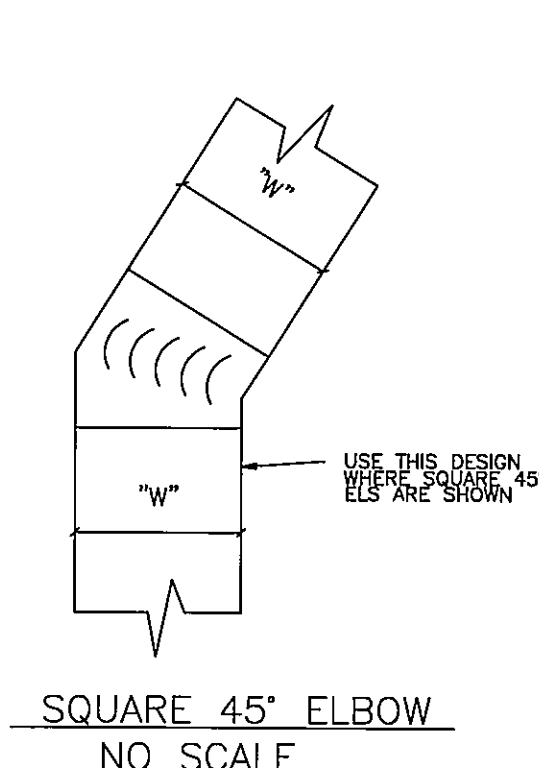 "W"
USE THIS DESIGN
WHERE SQUARE 45°
ELS ARE SHOWN
"W"
SQUARE 45° ELBOW
NO SCALE